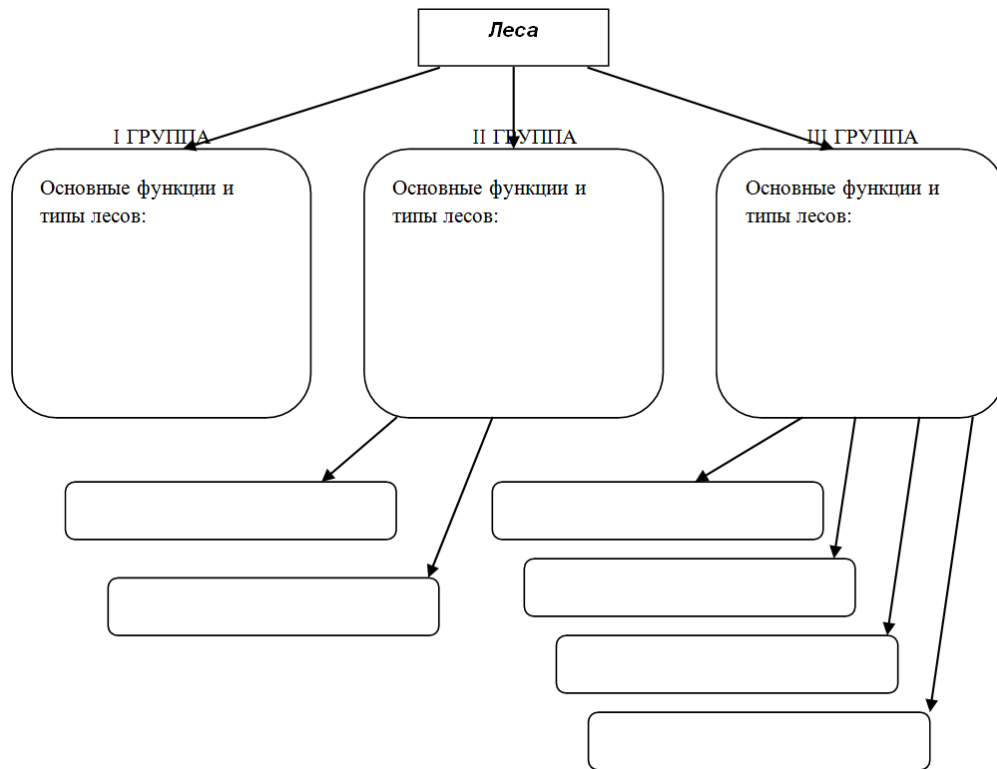 Леса
I ГРУППА
II ГРУППА
III ГРУППА
Основные функции и
типы лесов:
Основные функции и
типы лесов:
Основные функции и
типы лесов: